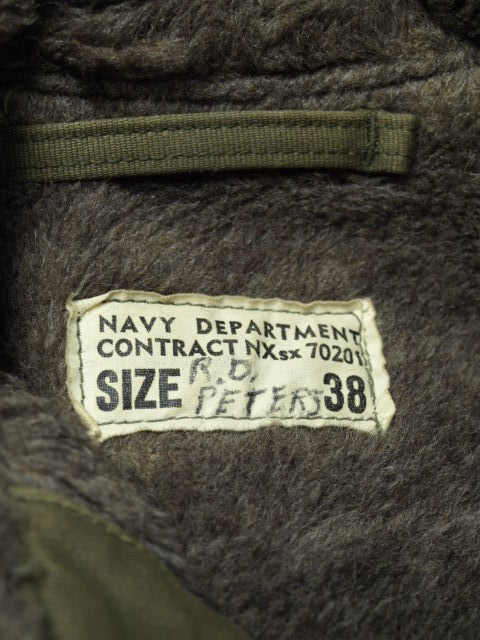 NAVY DEPARTMENT
CONTRACT NXsx 70201
SIZE R.D. PETERS 38